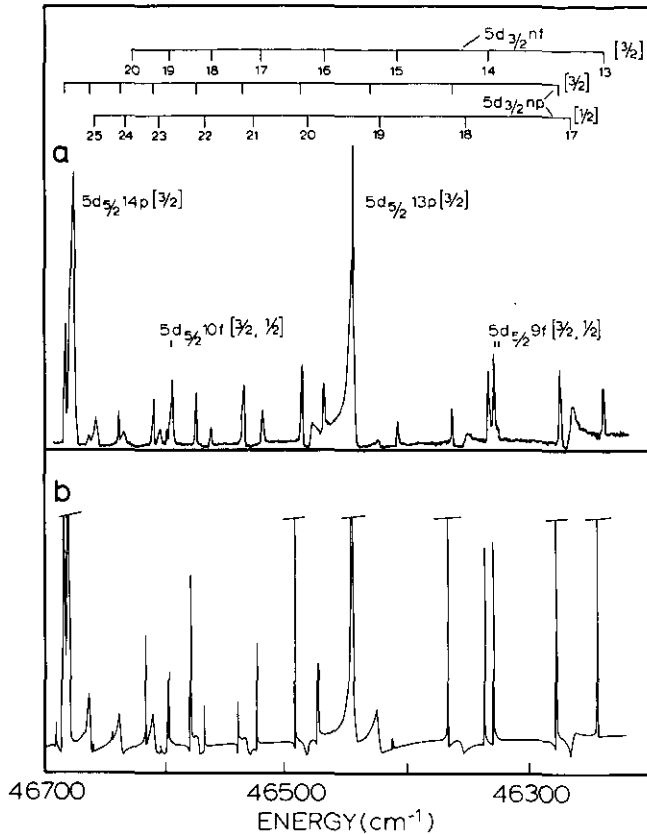 5d3/2nf
[3/2]
20 19 18 17 16 15 14 13
[3/2]
5d3/2np
[1/2]
25 24 23 22 21 20 19 18 17
a
5d5/2 14p [3/2]
5d5/2 13p [3/2]
5d5/2 10f [3/2, 1/2]
5d5/2 9f [3/2, 1/2]
b
46700 46500 46300
ENERGY (cm-1)